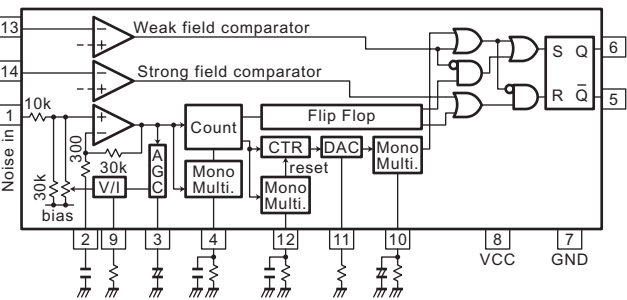 13 − + Weak field comparator
14 − + Strong field comparator
6
S Q
R Q̅
5
1 10k + −
Noise in
300
30k
30k
bias
V/I
AGC
Count
Flip Flop
CTR
reset
DAC
Mono Multi.
Mono Multi.
Mono Multi.
2 9 3 4 12 11 10 8 7
VCC GND